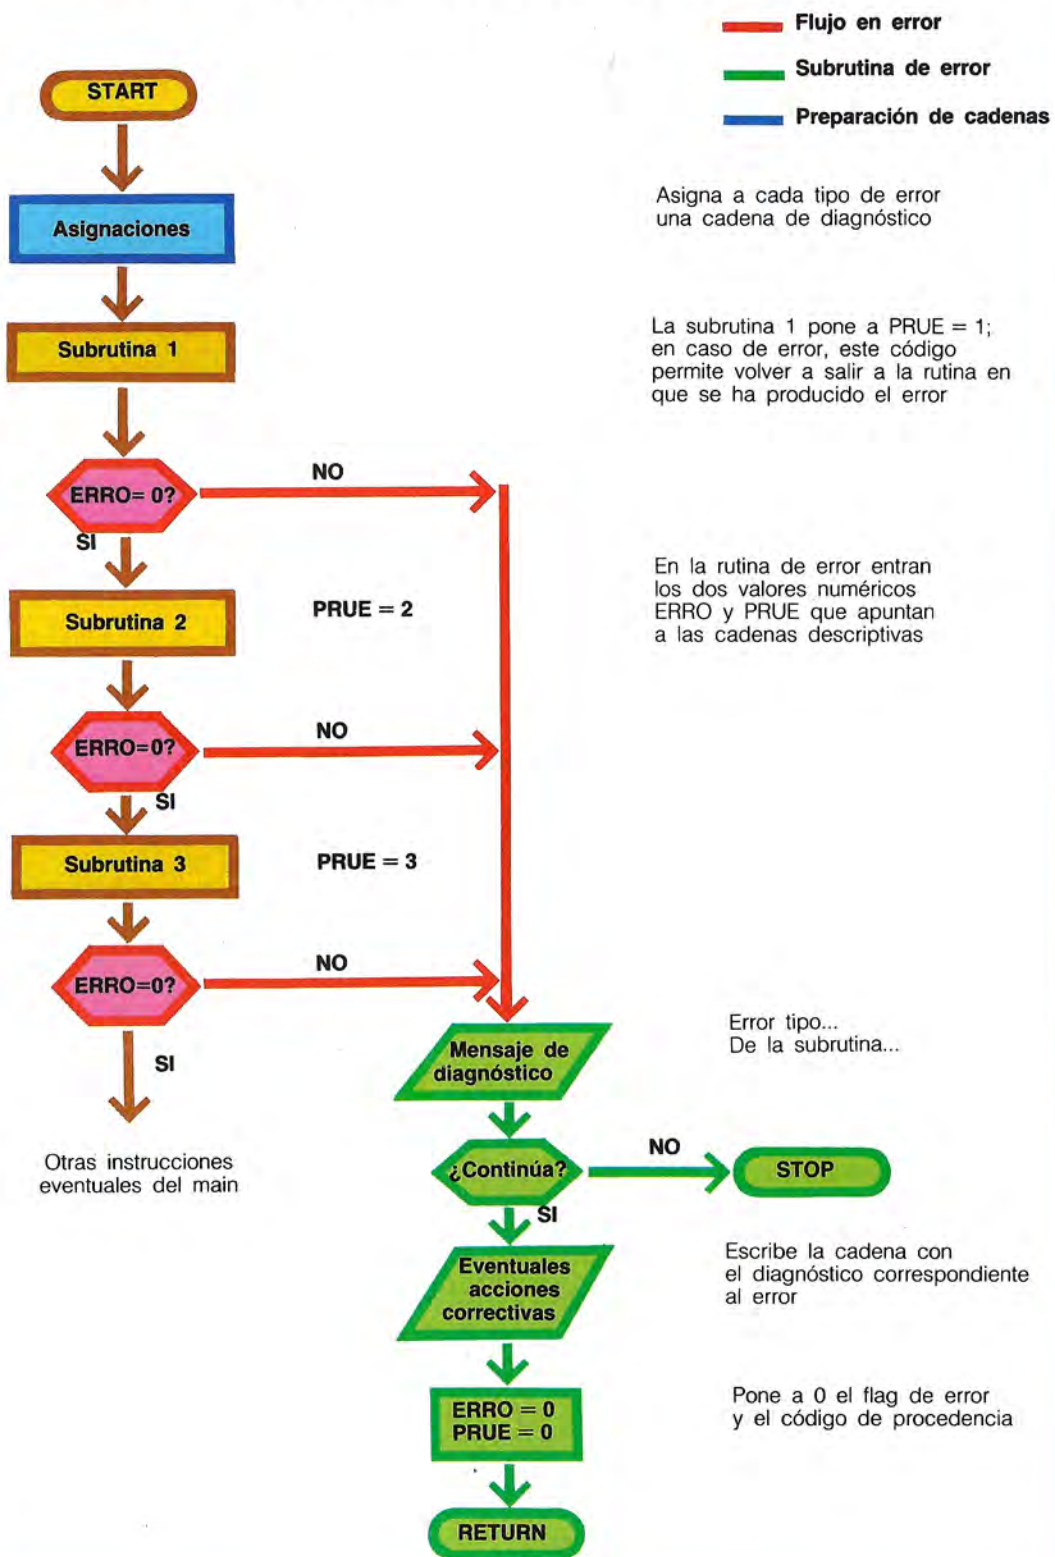 Flujo en error
Subrutina de error
Preparación de cadenas
START
Asignaciones
Asigna a cada tipo de error
una cadena de diagnóstico
Subrutina 1
La subrutina 1 pone a PRUE = 1;
en caso de error, este código
permite volver a salir a la rutina en
que se ha producido el error
ERRO= 0?
NO
SI
Subrutina 2
PRUE = 2
En la rutina de error entran
los dos valores numéricos
ERRO y PRUE que apuntan
a las cadenas descriptivas
ERRO=0?
NO
SI
Subrutina 3
PRUE = 3
ERRO=0?
NO
SI
Otras instrucciones
eventuales del main
Mensaje de
diagnóstico
Error tipo...
De la subrutina...
¿Continúa?
NO
STOP
SI
Eventuales
acciones
correctivas
Escribe la cadena con
el diagnóstico correspondiente
al error
ERRO = 0
PRUE = 0
Pone a 0 el flag de error
y el código de procedencia
RETURN